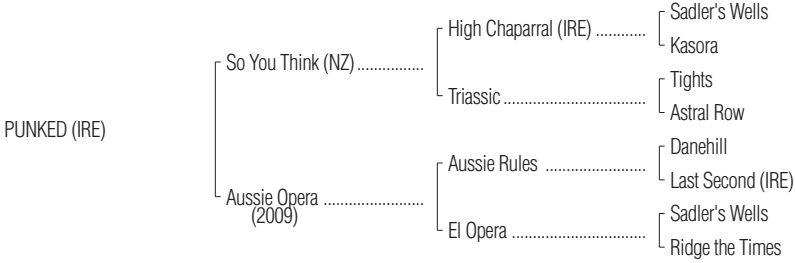 Sadler's Wells
High Chaparral (IRE) ............
Kasora
So You Think (NZ) ................
Tights
Triassic ..................................
Astral Row
PUNKED (IRE)
Danehill
Aussie Rules ........................
Last Second (IRE)
Aussie Opera ........................
(2009)
Sadler's Wells
El Opera ................................
Ridge the Times